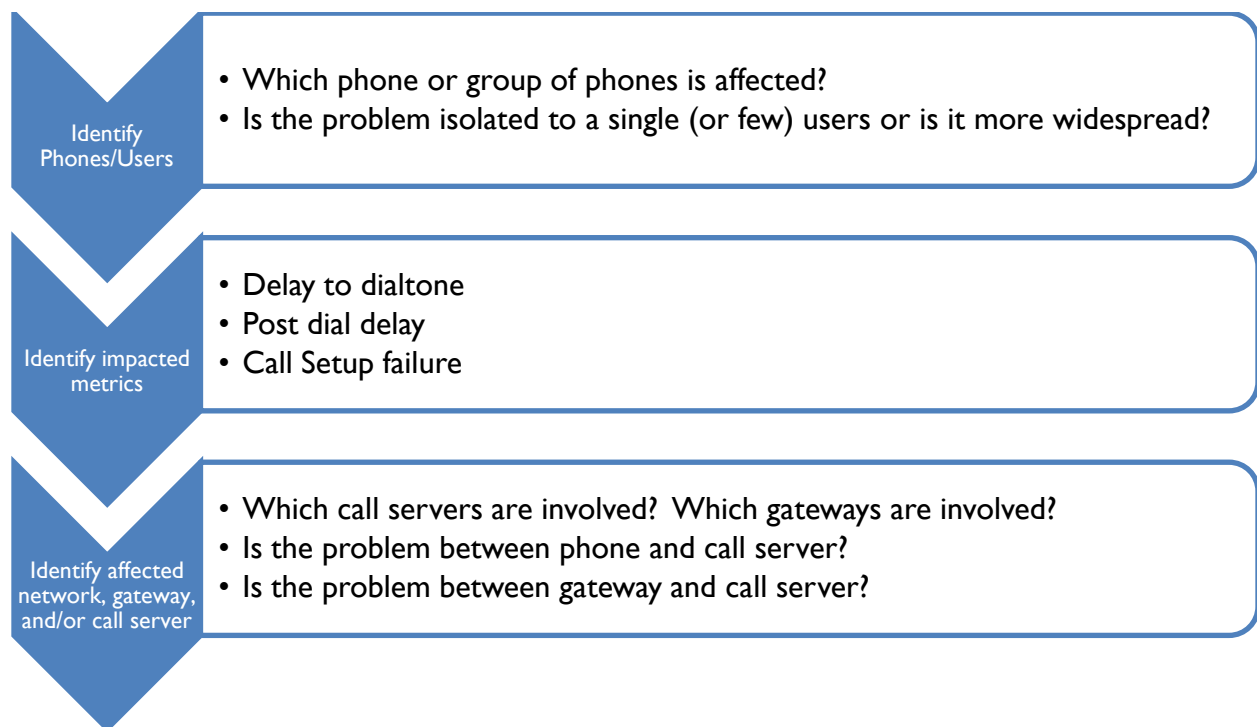 Identify
Phones/Users
• Which phone or group of phones is affected?
• Is the problem isolated to a single (or few) users or is it more widespread?
Identify impacted
metrics
• Delay to dialtone
• Post dial delay
• Call Setup failure
Identify affected
network, gateway,
and/or call server
• Which call servers are involved?  Which gateways are involved?
• Is the problem between phone and call server?
• Is the problem between gateway and call server?